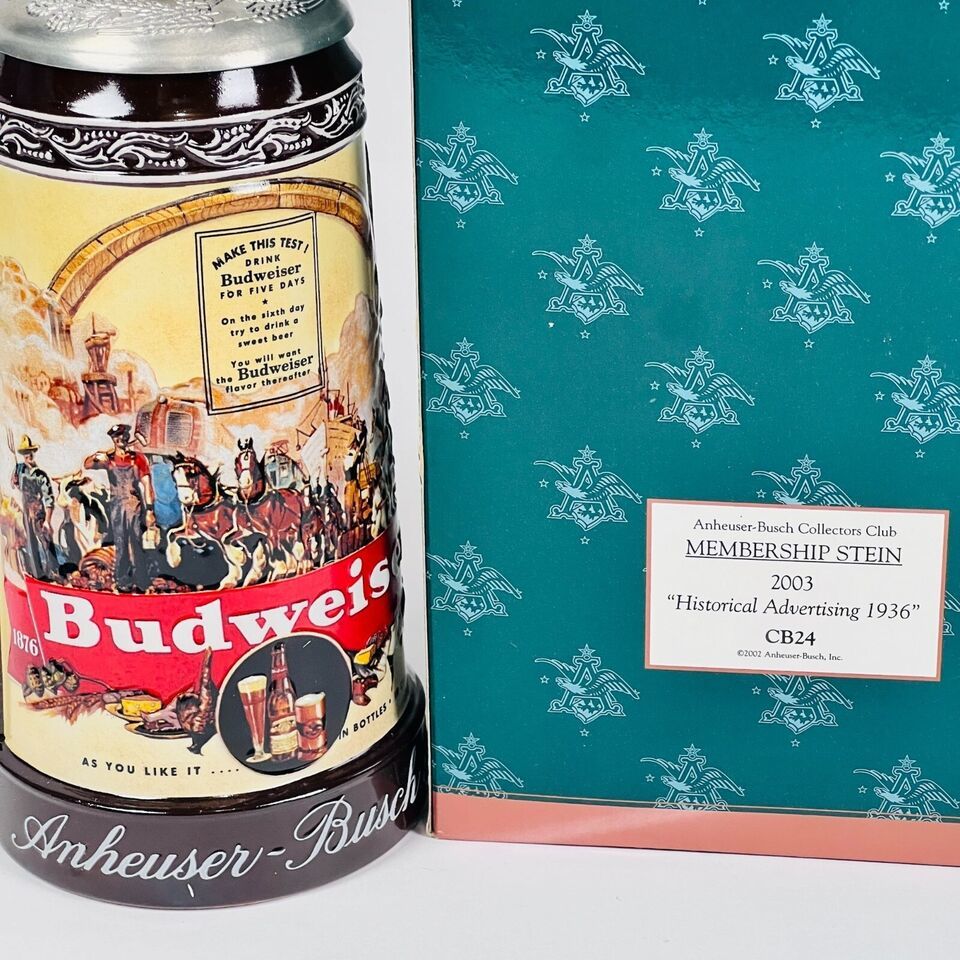 MAKE THIS TEST!
DRINK
Budweiser
FOR FIVE DAYS
On the sixth day
try to drink a
sweet beer
You will want
the Budweiser
flavor thereafter
Budweis
1876
AS YOU LIKE IT ....
IN BOTTLES
Anheuser-Busch
Anheuser-Busch Collectors Club
MEMBERSHIP STEIN
2003
"Historical Advertising 1936"
CB24
©2002 Anheuser-Busch, Inc.